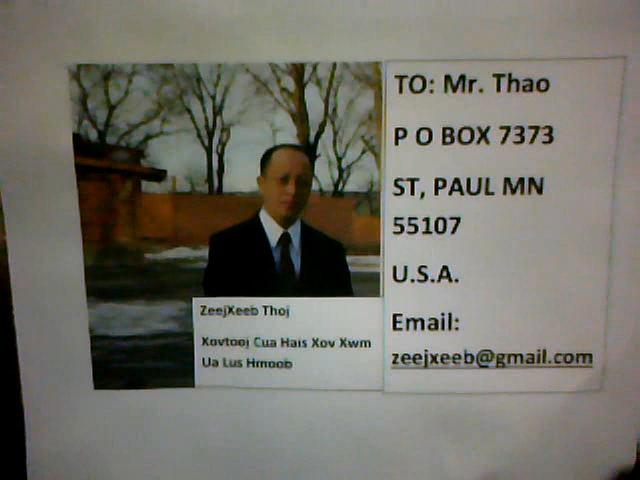 ZeejXeeb Thoj
Xovtooj Cua Hais Xov Xwm
Ua Lus Hmoob
TO: Mr. Thao
P O BOX 7373
ST, PAUL MN
55107
U.S.A.
Email:
zeejxeeb@gmail.com